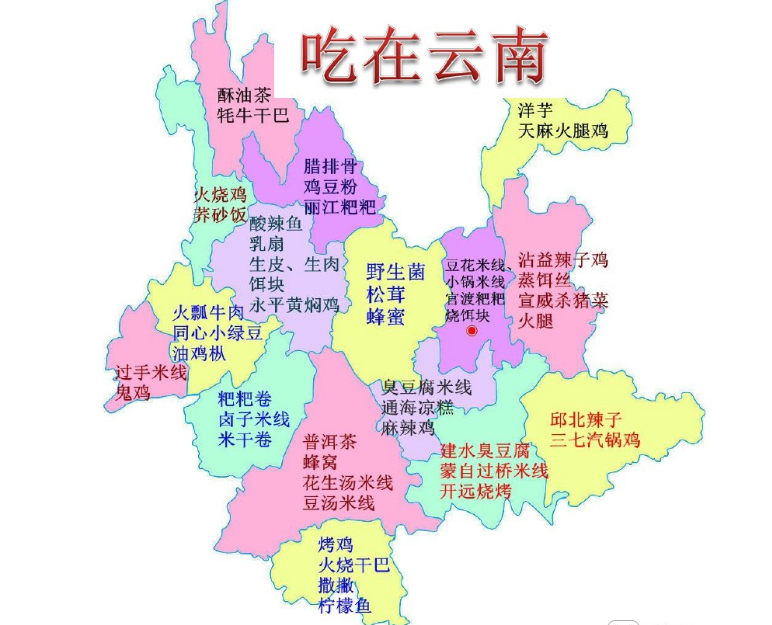 吃在云南
酥油茶
牦牛干巴
洋芋
天麻火腿鸡
腊排骨
鸡豆粉
丽江粑粑
火烧鸡
荞砂饭
酸辣鱼
乳扇
生皮、生肉
饵块
永平黄焖鸡
野生菌
松茸
蜂蜜
豆花米线、
小锅米线
官渡粑粑
烧饵块
沾益辣子鸡
蒸饵丝
宣威杀猪菜
火腿
火瓢牛肉
同心小绿豆
油鸡枞
过手米线
鬼鸡
粑粑卷
卤子米线
米干卷
臭豆腐米线
通海凉糕
麻辣鸡
普洱茶
蜂窝
花生汤米线
豆汤米线
建水臭豆腐
蒙自过桥米线
开远烧烤
邱北辣子
三七汽锅鸡
烤鸡
火烧干巴
撒撇
柠檬鱼